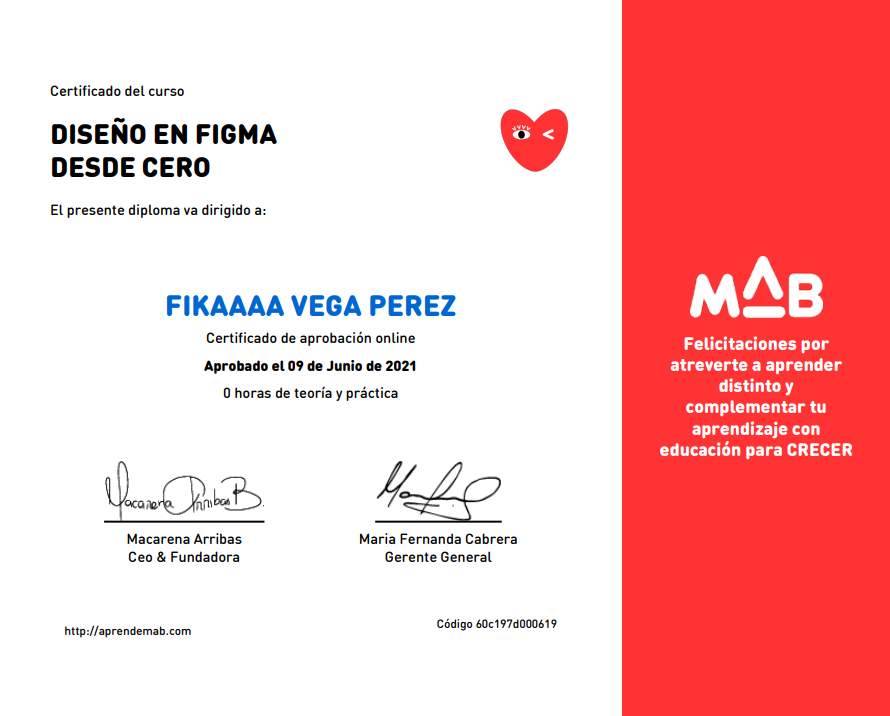 Certificado del curso
DISEÑO EN FIGMA
DESDE CERO
El presente diploma va dirigido a:
FIKAAAA VEGA PEREZ
Certificado de aprobación online
Aprobado el 09 de Junio de 2021
0 horas de teoría y práctica
Macarena Arribas B.
Macarena Arribas
Ceo & Fundadora
Maria Fernanda Cabrera
Gerente General
http://aprendemab.com
Código 60c197d000619
MAB
Felicitaciones por
atreverte a aprender
distinto y
complementar tu
aprendizaje con
educación para CRECER